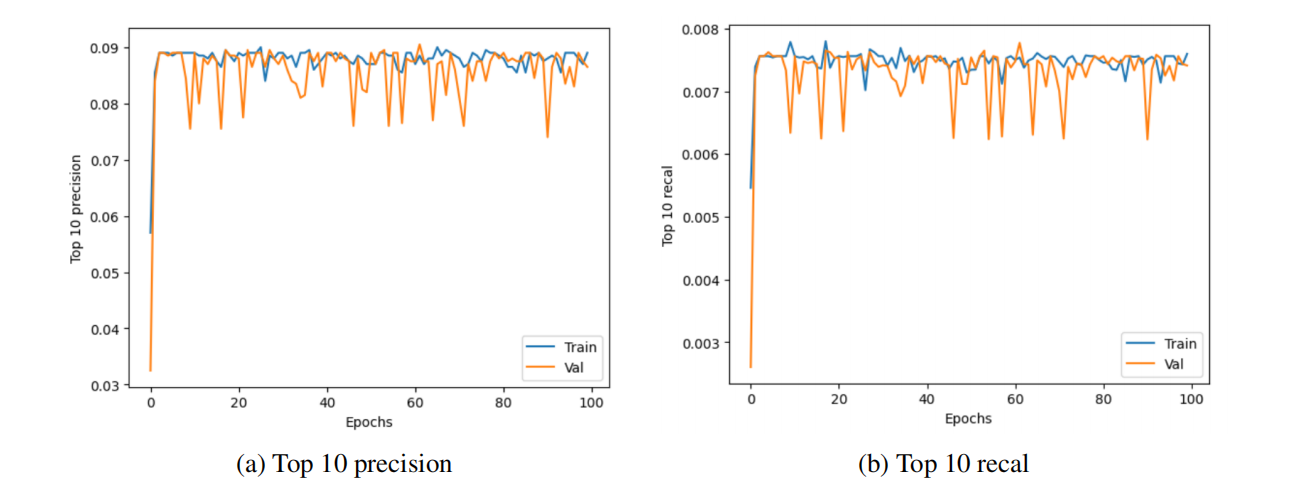 0.09
0.08
0.07
0.06
0.05
0.04
0.03
Top 10 precision
0 20 40 60 80 100
Epochs
Train
Val
(a) Top 10 precision
0.008
0.007
0.006
0.005
0.004
0.003
Top 10 recal
0 20 40 60 80 100
Epochs
Train
Val
(b) Top 10 recal